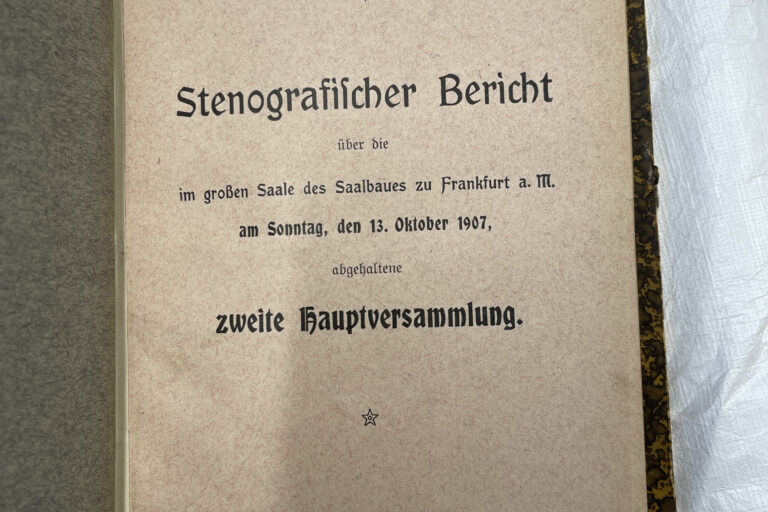 Stenografiſcher Bericht
über die
im großen Saale des Saalbaues zu Frankfurt a. M.
am Sonntag, den 13. Oktober 1907,
abgehaltene
zweite Hauptversammlung.